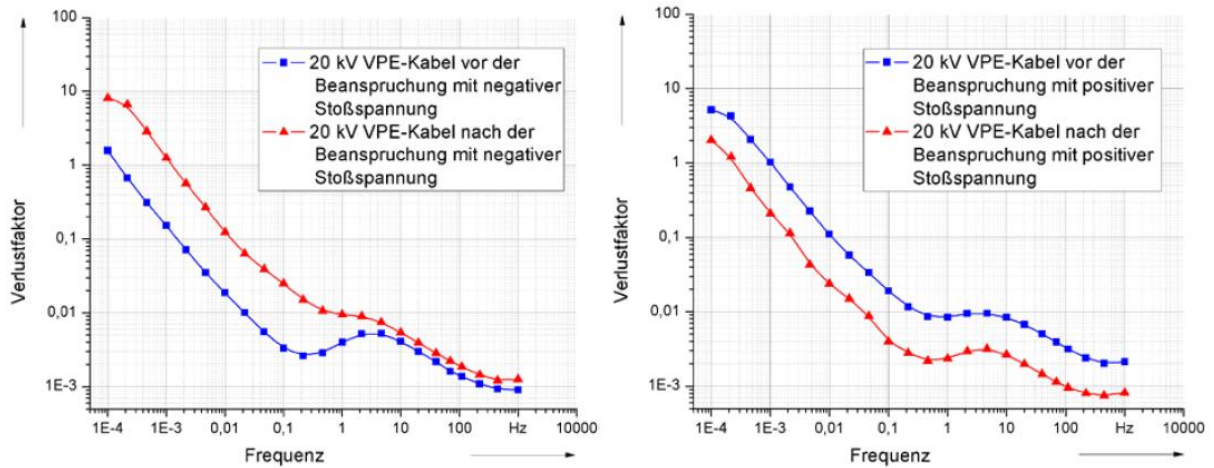 100
10
1
0,1
0,01
1E-3
Verlustfaktor
20 kV VPE-Kabel vor der
Beanspruchung mit negativer
Stoßspannung
20 kV VPE-Kabel nach der
Beanspruchung mit negativer
Stoßspannung
1E-4 1E-3 0,01 0,1 1 10 100 Hz 10000
Frequenz
100
10
1
0,1
0,01
1E-3
Verlustfaktor
20 kV VPE-Kabel vor der
Beanspruchung mit positiver
Stoßspannung
20 kV VPE-Kabel nach der
Beanspruchung mit positiver
Stoßspannung
1E-4 1E-3 0,01 0,1 1 10 100 Hz 10000
Frequenz